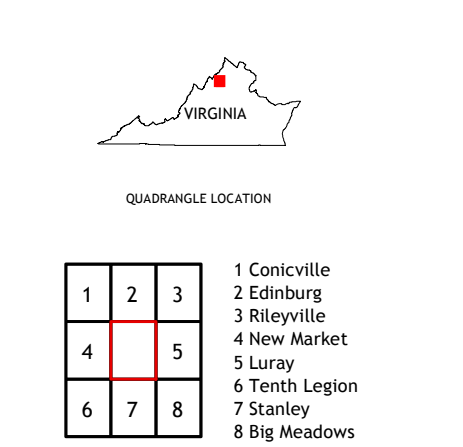 VIRGINIA
QUADRANGLE LOCATION
1 2 3
4 5
6 7 8
1 Conicville
2 Edinburg
3 Rileyville
4 New Market
5 Luray
6 Tenth Legion
7 Stanley
8 Big Meadows